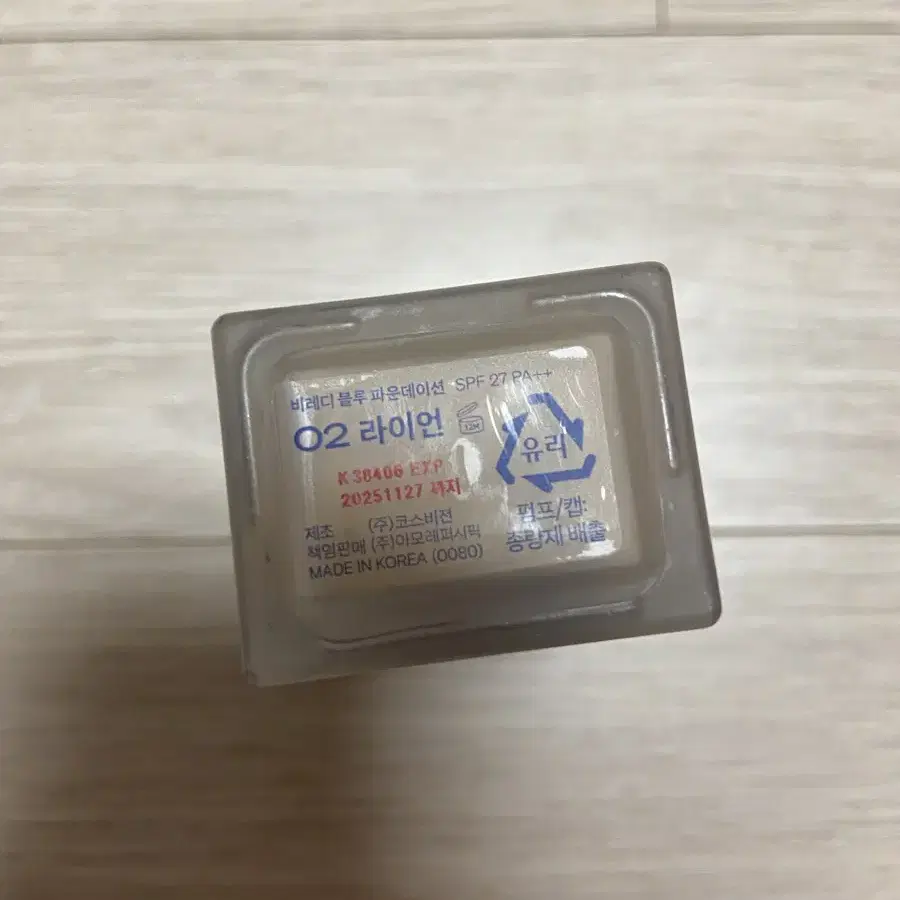 비레디 블루 파운데이션 SPF 27 PA++
02 라이언
12M
K 38406 EXP
20251127 까지
제조 (주)코스비전
책임판매 (주)아모레퍼시픽
MADE IN KOREA (0080)
유리
펌프/캡:
종량제 배출